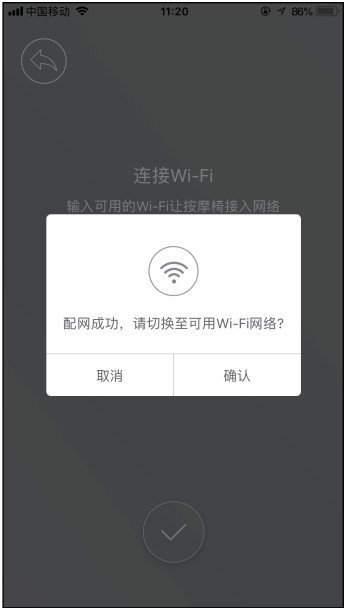 中国移动 11:20 86%
连接Wi-Fi
输入可用的Wi-Fi让按摩椅接入网络
配网成功，请切换至可用Wi-Fi网络?
取消 确认